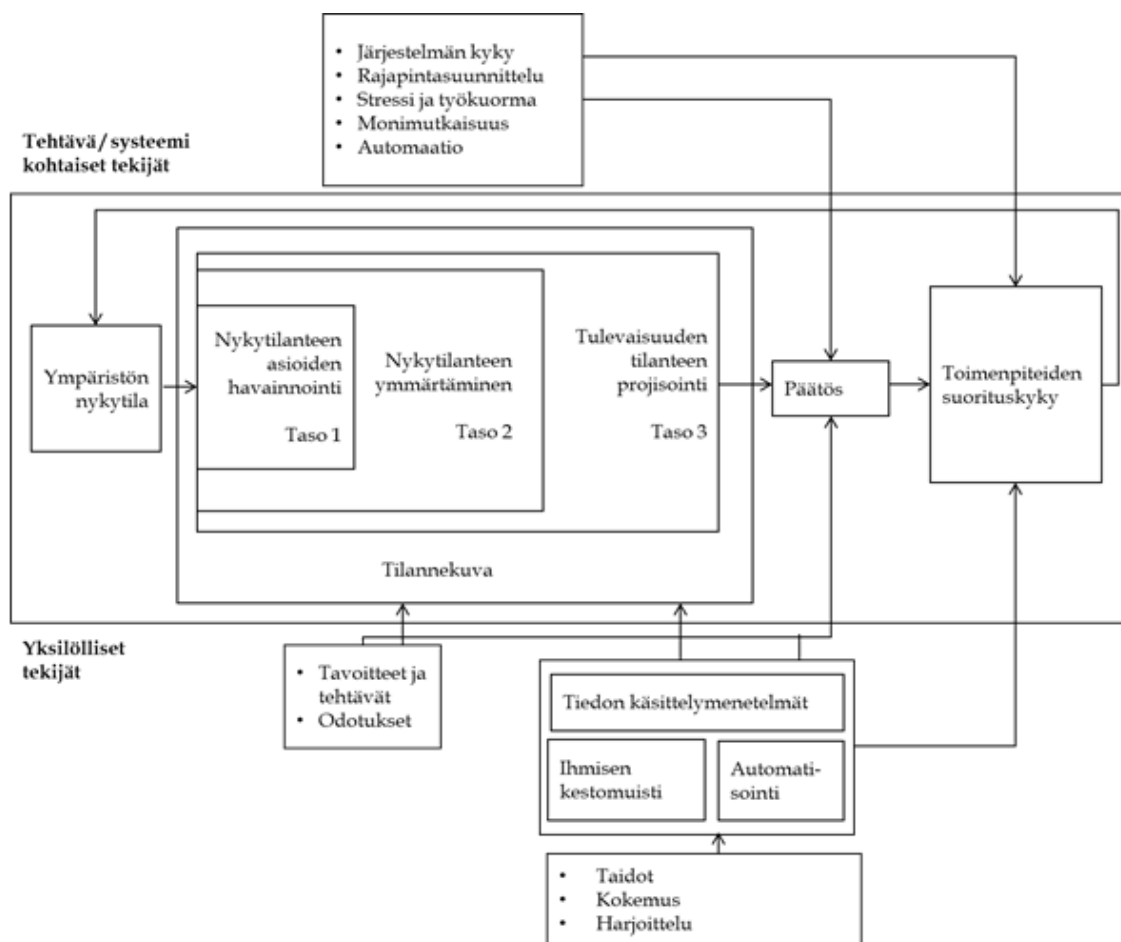 • Järjestelmän kyky
• Rajapintasuunnittelu
• Stressi ja työkuorma
• Monimutkaisuus
• Automaatio
Tehtävä/systeemi
kohtaiset tekijät
Ympäristön
nykytila
Nykytilanteen
asioiden
havainnointi
Taso 1
Nykytilanteen
ymmärtäminen
Taso 2
Tulevaisuuden
tilanteen
projisointi
Taso 3
Tilannekuva
Päätös
Toimenpiteiden
suorituskyky
Yksilölliset
tekijät
• Tavoitteet ja
tehtävät
• Odotukset
Tiedon käsittelymenetelmät
Ihmisen
kestomuisti
Automati-
sointi
• Taidot
• Kokemus
• Harjoittelu